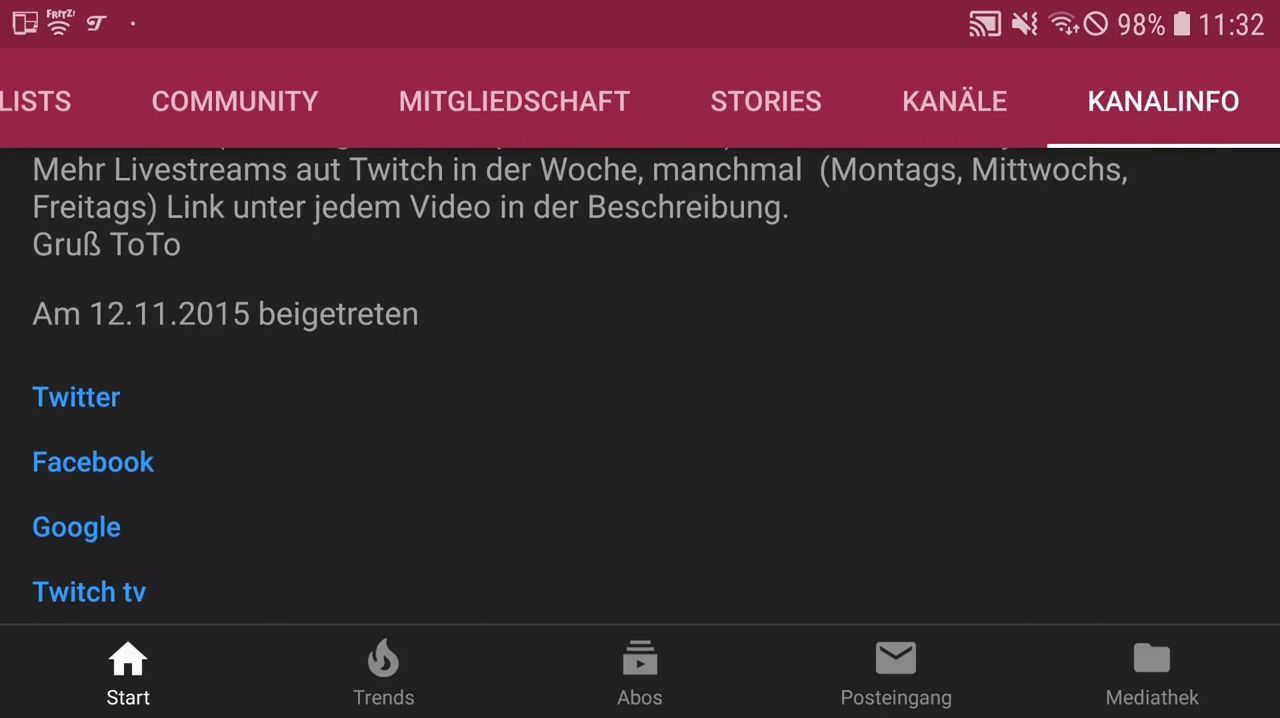 FRITZ!
98% 11:32
LISTS COMMUNITY MITGLIEDSCHAFT STORIES KANÄLE KANALINFO
Mehr Livestreams aut Twitch in der Woche, manchmal (Montags, Mittwochs,
Freitags) Link unter jedem Video in der Beschreibung.
Gruß ToTo
Am 12.11.2015 beigetreten
Twitter
Facebook
Google
Twitch tv
Start Trends Abos Posteingang Mediathek